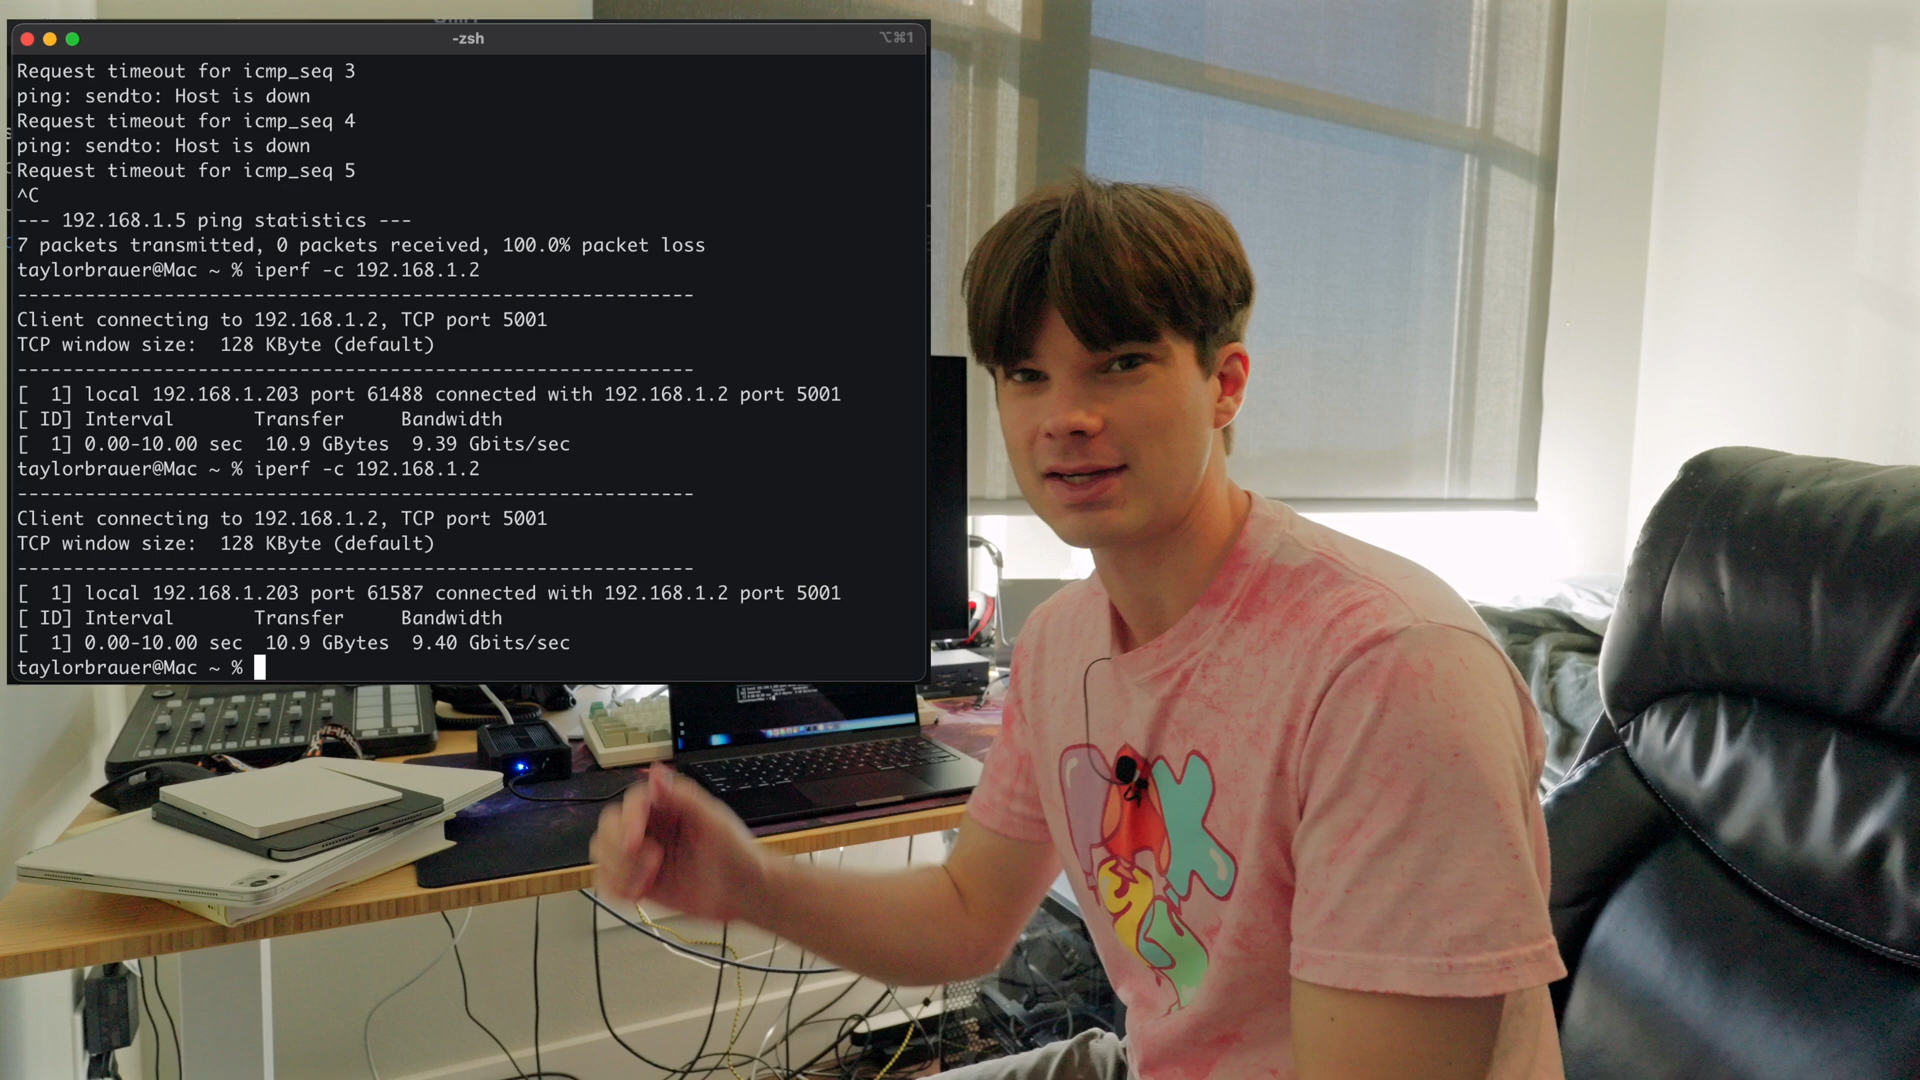 -zsh
⌥⌘1
Request timeout for icmp_seq 3
ping: sendto: Host is down
Request timeout for icmp_seq 4
ping: sendto: Host is down
Request timeout for icmp_seq 5
^C
--- 192.168.1.5 ping statistics ---
7 packets transmitted, 0 packets received, 100.0% packet loss
taylorbrauer@Mac ~ % iperf -c 192.168.1.2
------------------------------------------------------------
Client connecting to 192.168.1.2, TCP port 5001
TCP window size:  128 KByte (default)
------------------------------------------------------------
[  1] local 192.168.1.203 port 61488 connected with 192.168.1.2 port 5001
[ ID] Interval       Transfer     Bandwidth
[  1] 0.00-10.00 sec  10.9 GBytes  9.39 Gbits/sec
taylorbrauer@Mac ~ % iperf -c 192.168.1.2
------------------------------------------------------------
Client connecting to 192.168.1.2, TCP port 5001
TCP window size:  128 KByte (default)
------------------------------------------------------------
[  1] local 192.168.1.203 port 61587 connected with 192.168.1.2 port 5001
[ ID] Interval       Transfer     Bandwidth
[  1] 0.00-10.00 sec  10.9 GBytes  9.40 Gbits/sec
taylorbrauer@Mac ~ %